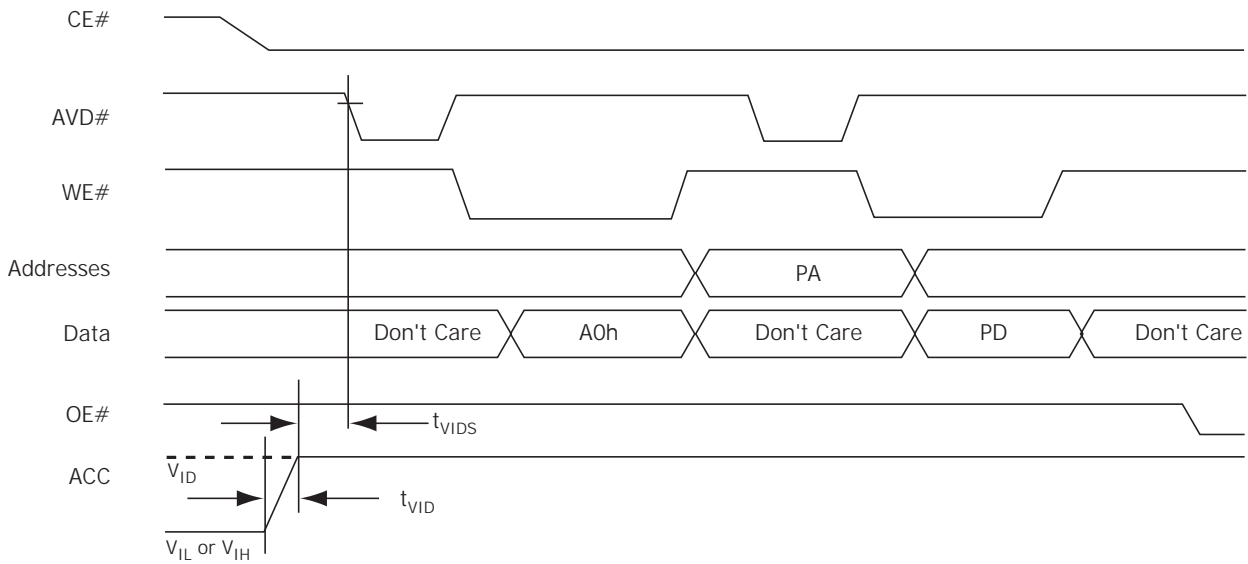 CE#
AVD#
WE#
Addresses PA
Data Don't Care A0h Don't Care PD Don't Care
OE#
tVIDS
ACC
VID
tVID
VIL or VIH